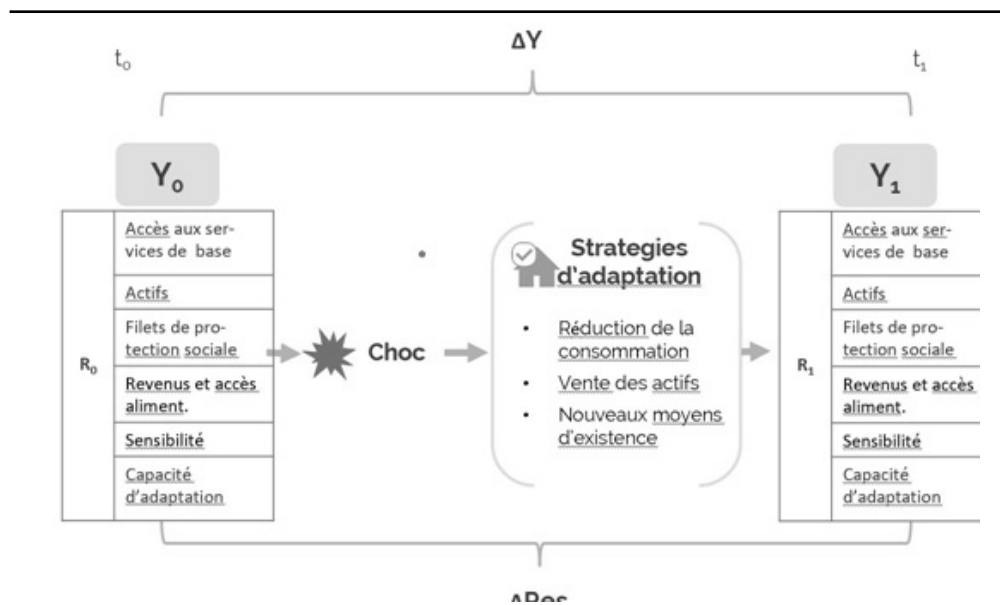 ΔY
t₀
t₁
Y₀
Y₁
R₀
Accès aux ser-
vices de base
Actifs
Filets de pro-
tection sociale
Revenus et accès
aliment.
Sensibilité
Capacité
d'adaptation
Choc
Strategies
d'adaptation
• Réduction de la
consommation
• Vente des actifs
• Nouveaux moyens
d'existence
R₁
Accès aux ser-
vices de base
Actifs
Filets de pro-
tection sociale
Revenus et accès
aliment.
Sensibilité
Capacité
d'adaptation
ΔRes